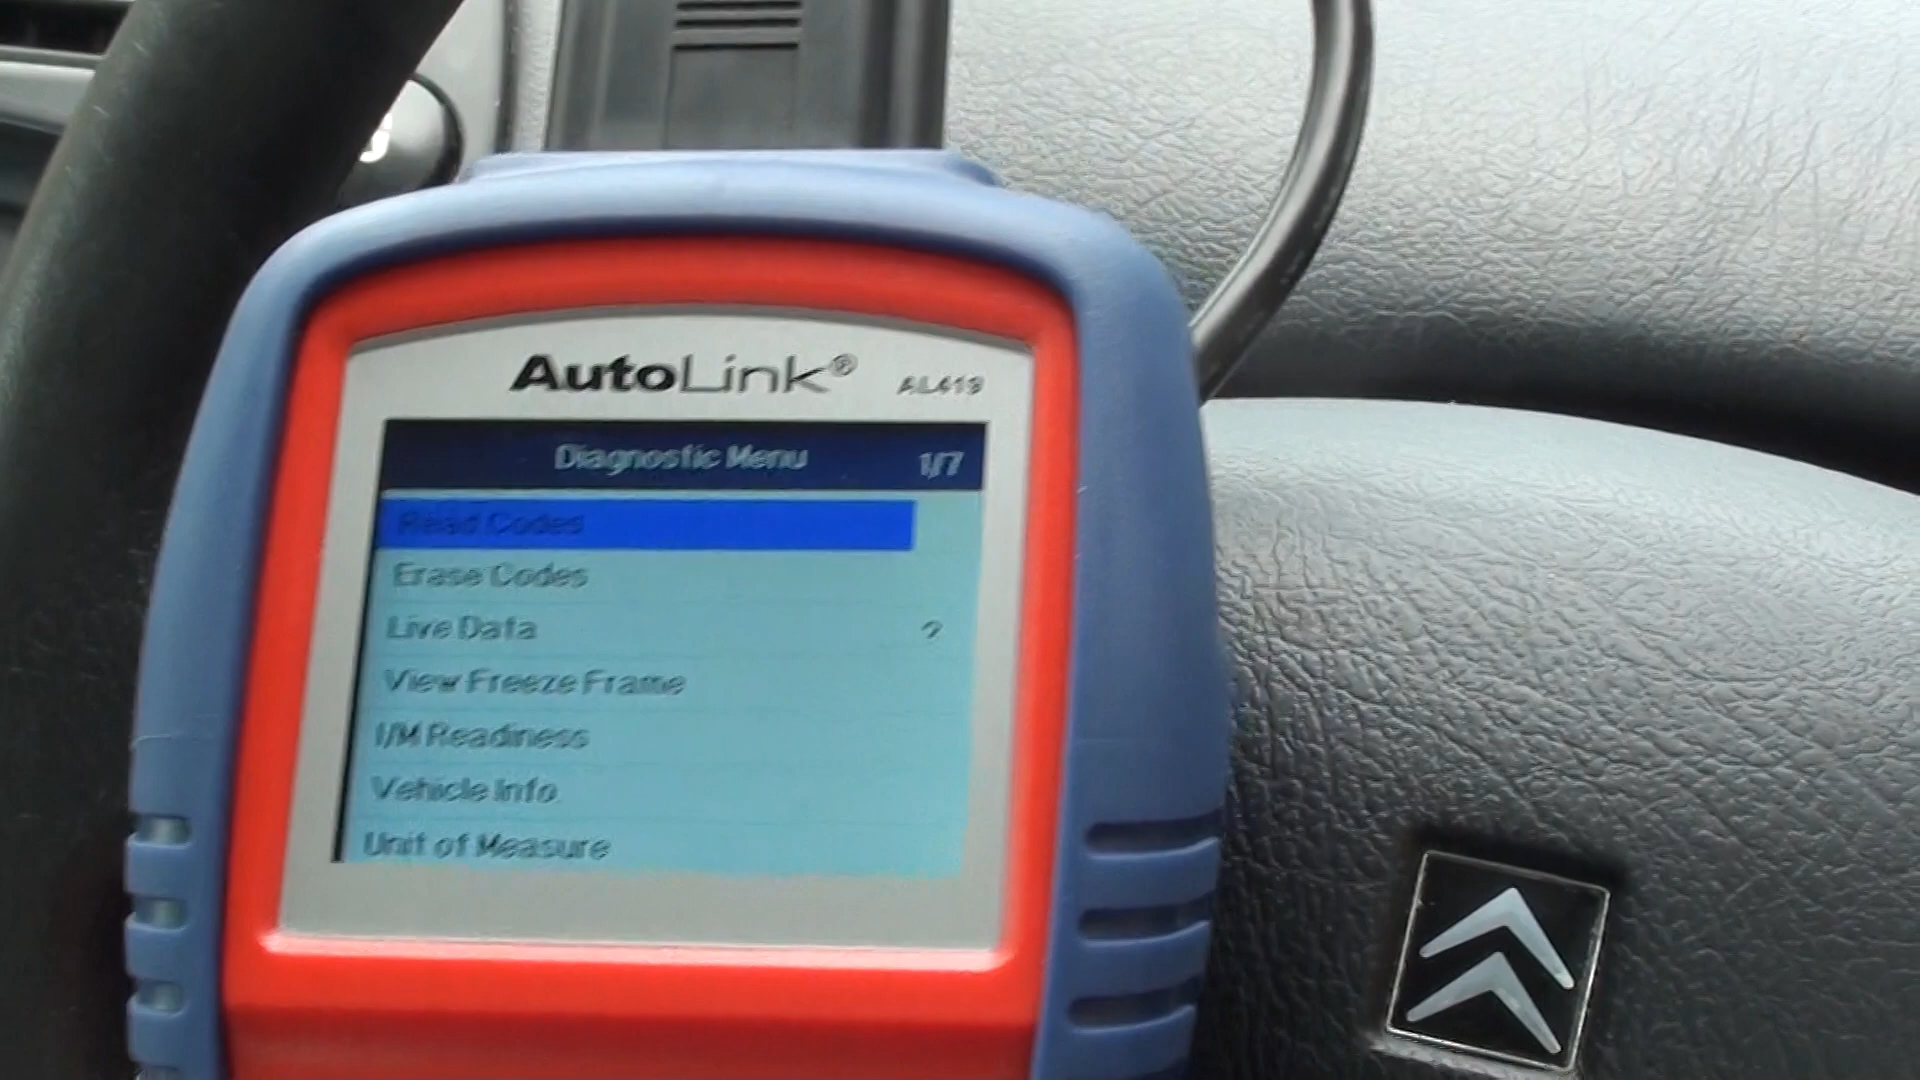 AutoLink®
AL419
Diagnostic Menu 1/7
Read Codes
Erase Codes
Live Data ?
View Freeze Frame
I/M Readiness
Vehicle Info.
Unit of Measure